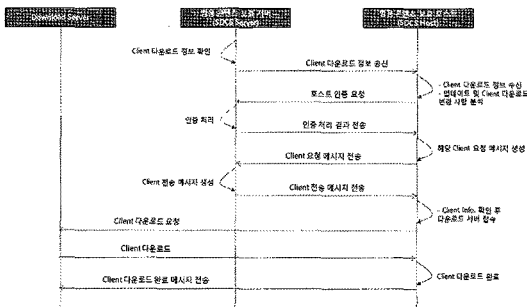 Download Server
(SDCS Server)
(SDCS Host)
Client 다운로드 정보 확인
Client 다운로드 정보 송신
- Client 다운로드 정보 수신
- 업데이트 및 Client 다운로드
변경 사항 분석
호스트 인증 요청
인증 처리
인증 처리 결과 전송
해당 Client 요청 메시지 생성
Client 요청 메시지 전송
Client 전송 메시지 생성
Client 전송 메시지 전송
- Client Info. 확인 후
다운로드 서버 접속
Client 다운로드 요청
Client 다운로드
Client 다운로드 완료
Client 다운로드 완료 메시지 전송